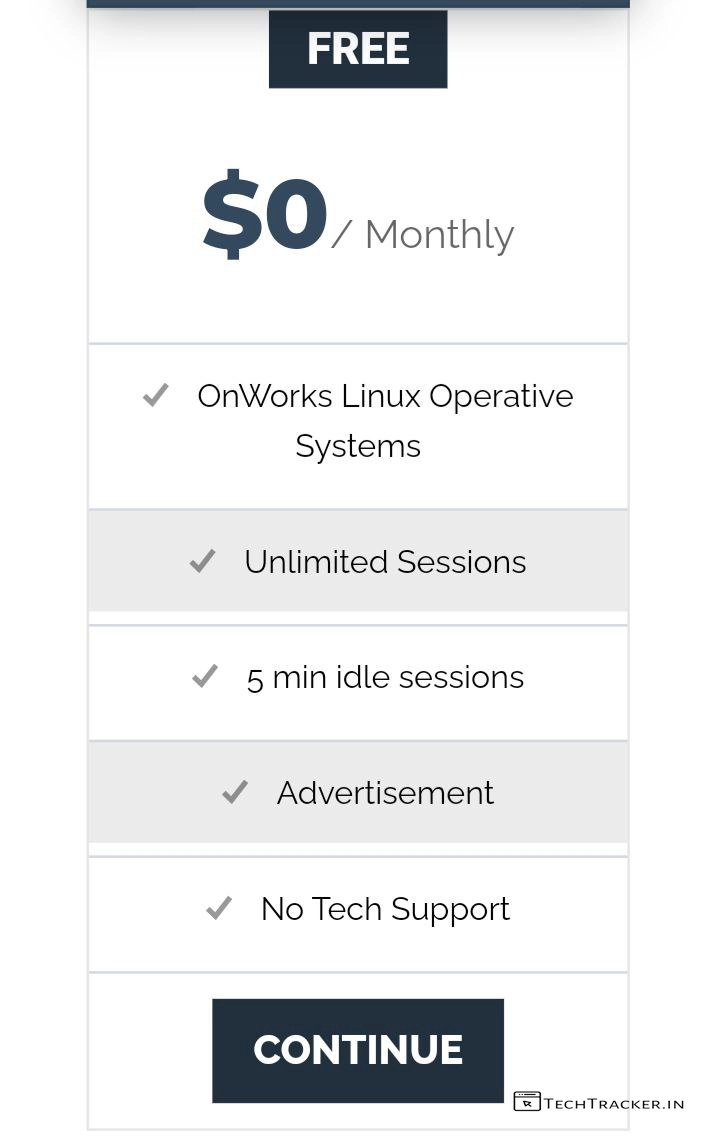 FREE
$0 / Monthly
OnWorks Linux Operative
Systems
Unlimited Sessions
5 min idle sessions
Advertisement
No Tech Support
CONTINUE
TECHTRACKER.IN